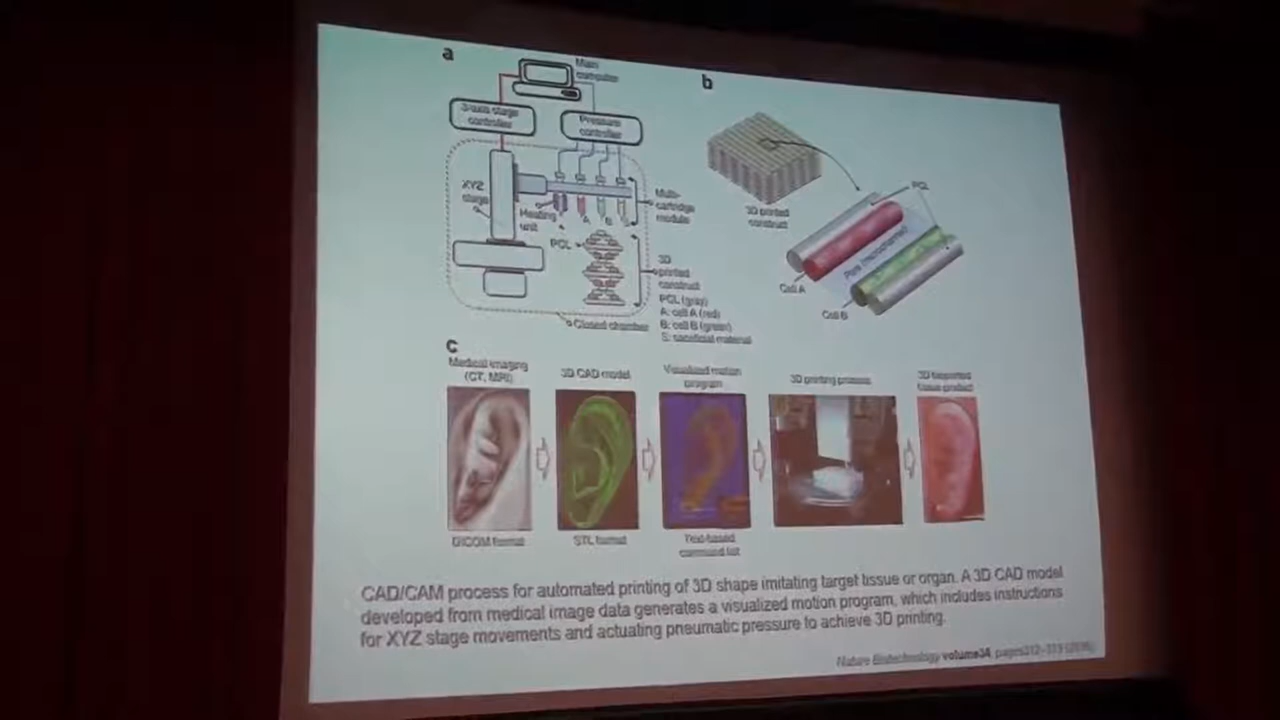 a
Main
computer
3-axis stage
controller
Pressure
controller
XYZ
stage
Heating
unit
A
B
Multi-
cartridge
module
PCL
3D
printed
construct
PCL (gray)
A: cell A (red)
B: cell B (green)
S: sacrificial material
Closed chamber
b
3D printed
construct
PCL
Pore (microchannel)
Cell A
Cell B
c
Medical imaging
(CT, MRI)
3D CAD model
Visualized motion
program
3D printing process
3D bioprinted
tissue product
DICOM format
STL format
Text-based
command list
CAD/CAM process for automated printing of 3D shape imitating target tissue or organ. A 3D CAD model
developed from medical image data generates a visualized motion program, which includes instructions
for XYZ stage movements and actuating pneumatic pressure to achieve 3D printing.
Nature Biotechnology volume34, pages312–319 (2016)